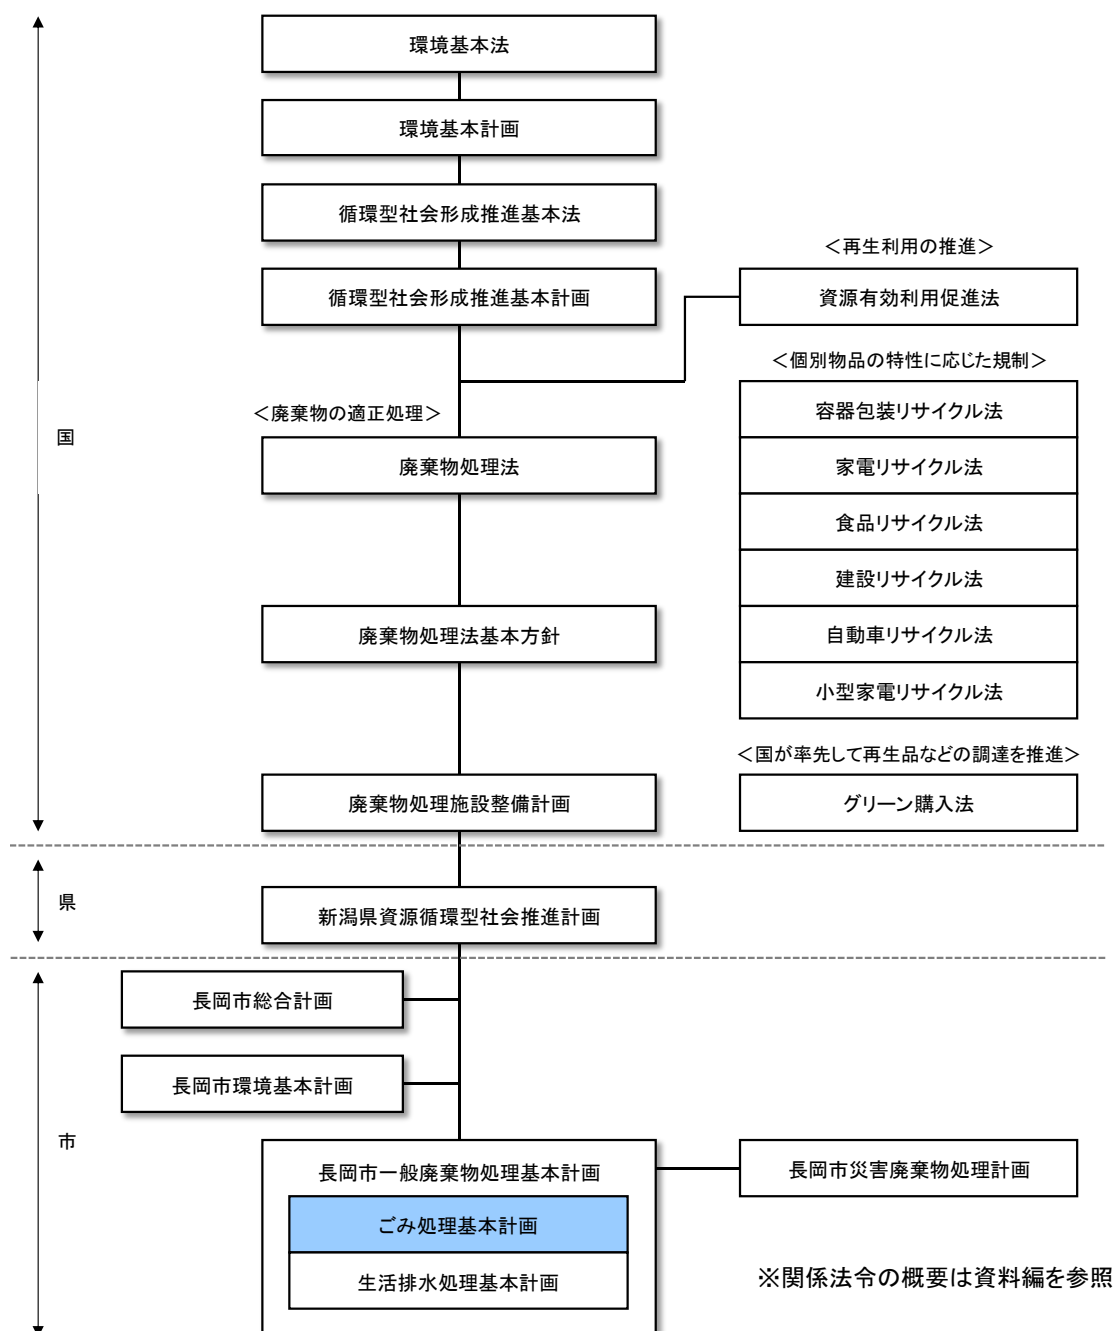 環境基本法
環境基本計画
循環型社会形成推進基本法
＜再生利用の推進＞
循環型社会形成推進基本計画
資源有効利用促進法
＜個別物品の特性に応じた規制＞
容器包装リサイクル法
＜廃棄物の適正処理＞
国
廃棄物処理法
家電リサイクル法
食品リサイクル法
建設リサイクル法
廃棄物処理法基本方針
自動車リサイクル法
小型家電リサイクル法
＜国が率先して再生品などの調達を推進＞
廃棄物処理施設整備計画
グリーン購入法
県
新潟県資源循環型社会推進計画
長岡市総合計画
長岡市環境基本計画
市
長岡市一般廃棄物処理基本計画
長岡市災害廃棄物処理計画
ごみ処理基本計画
生活排水処理基本計画
※関係法令の概要は資料編を参照